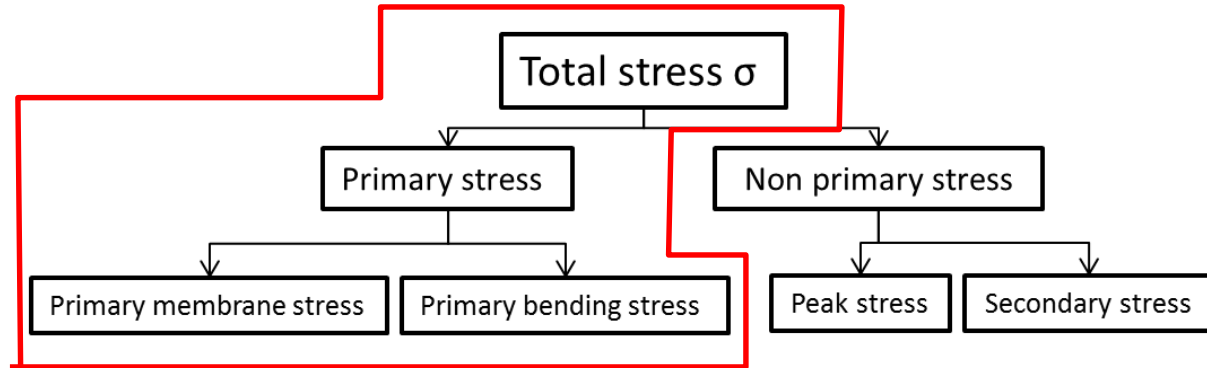 Total stress σ
Primary stress
Non primary stress
Primary membrane stress
Primary bending stress
Peak stress
Secondary stress